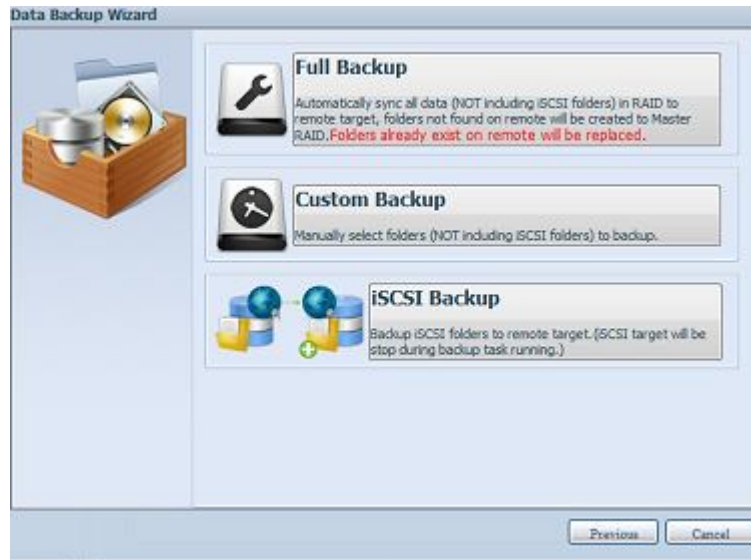 Data Backup Wizard
Full Backup
Automatically sync all data (NOT including iSCSI folders) in RAID to
remote target, folders not found on remote will be created to Master
RAID.Folders already exist on remote will be replaced.
Custom Backup
Manually select folders (NOT including iSCSI folders) to backup.
iSCSI Backup
Backup iSCSI folders to remote target.(iSCSI target will be
stop during backup task running.)
Previous Cancel